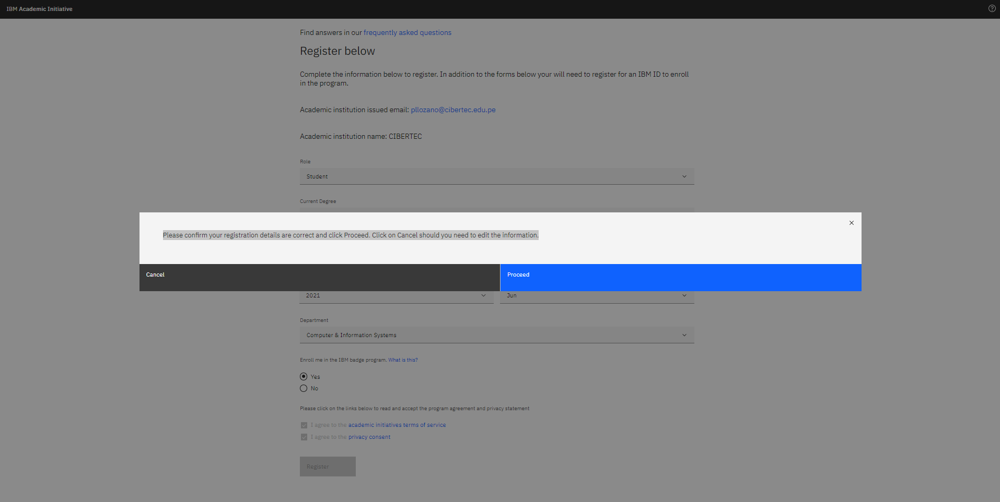 IBM Academic Initiative
Find answers in our frequently asked questions
Register below
Complete the information below to register. In addition to the forms below your will need to register for an IBM ID to enroll
in the program.
Academic institution issued email: pllozano@cibertec.edu.pe
Academic institution name: CIBERTEC
Role
Student
Current Degree
Please confirm your registration details are correct and click Proceed. Click on Cancel should you need to edit the information.
Cancel
Proceed
2021
Jun
Department
Computer & Information Systems
Enroll me in the IBM badge program. What is this?
Yes
No
Please click on the links below to read and accept the program agreement and privacy statement
I agree to the academic initiatives terms of service
I agree to the privacy consent
Register